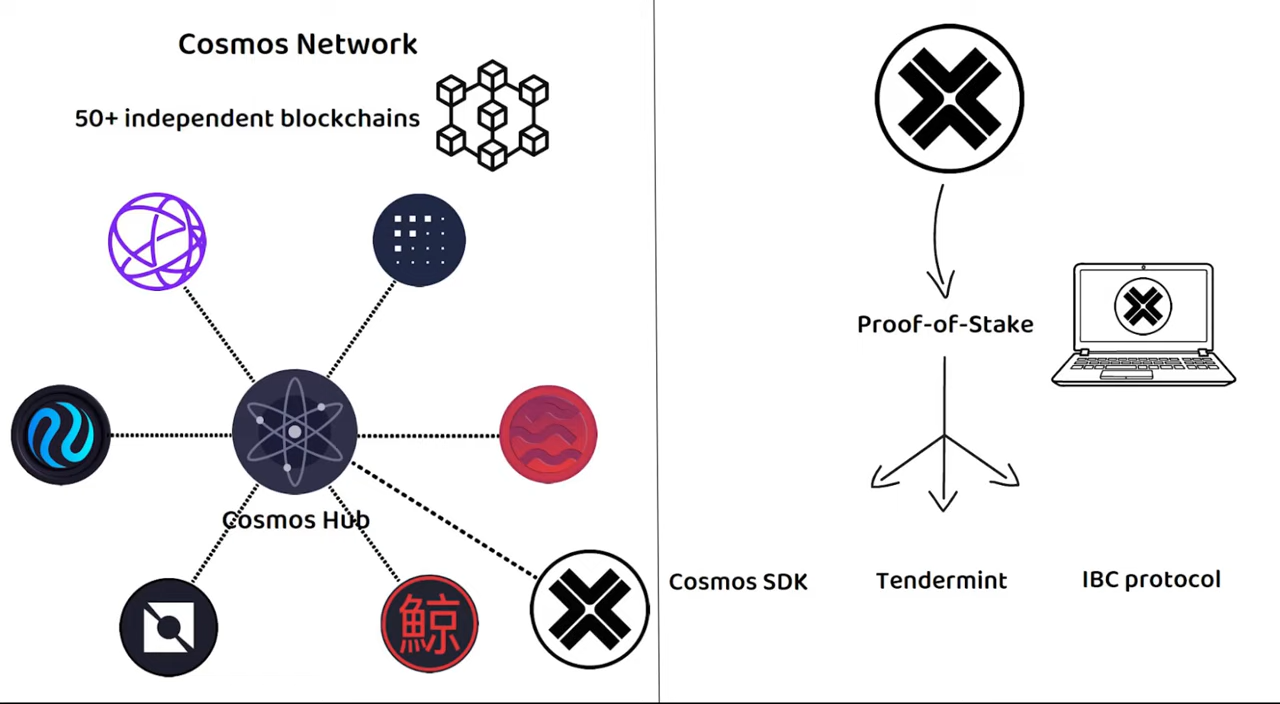 Cosmos Network
50+ independent blockchains
Cosmos Hub
鯨
Proof-of-Stake
Cosmos SDK
Tendermint
IBC protocol